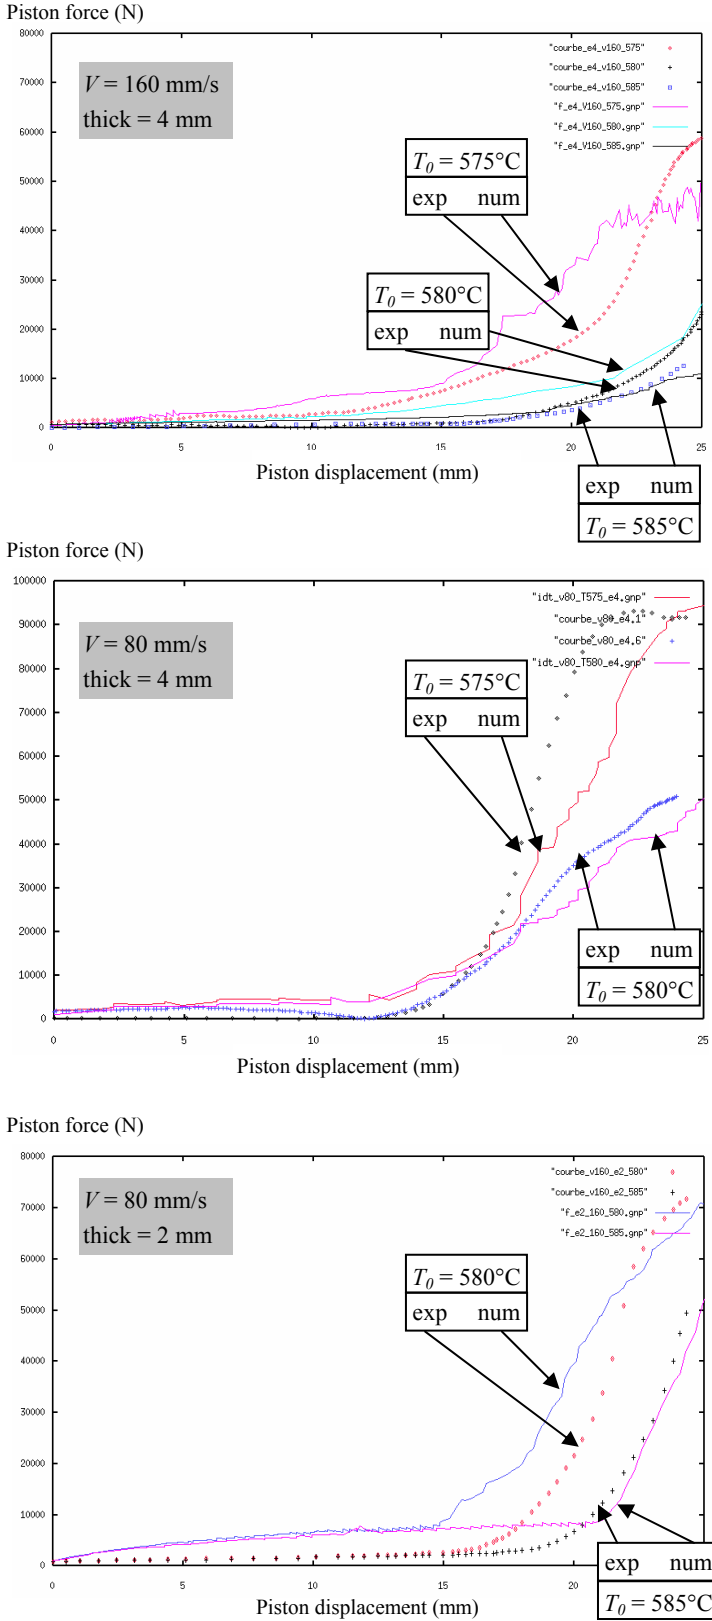 Piston force (N)
80000
"courbe_e4_v160_575"
70000
"courbe_e4_v160_580"
V = 160 mm/s
"courbe_e4_v160_585"
thick = 4 mm
"f_e4_V160_575.gnp"
60000
"f_e4_V160_580.gnp"
"f_e4_V160_585.gnp"
T0 = 575°C
50000
exp num
40000
30000
T0 = 580°C
exp num
20000
10000
0
0 5 10 15 20 25
Piston displacement (mm)
exp num
T0 = 585°C
Piston force (N)
100000
"idt_v80_T575_e4.gnp"
90000
"courbe_v80_e4.1"
V = 80 mm/s
"courbe_v80_e4.6"
thick = 4 mm
80000
"idt_v80_T580_e4.gnp"
T0 = 575°C
70000
exp num
60000
50000
40000
30000
20000
exp num
10000
T0 = 580°C
0
0 5 10 15 20 25
Piston displacement (mm)
Piston force (N)
80000
"courbe_v160_e2_580"
V = 80 mm/s
"courbe_v160_e2_585"
70000
thick = 2 mm
"f_e2_160_580.gnp"
"f_e2_160_585.gnp"
60000
T0 = 580°C
50000
exp num
40000
30000
20000
10000
0
exp num
0 5 10 15 20
T0 = 585°C
Piston displacement (mm)